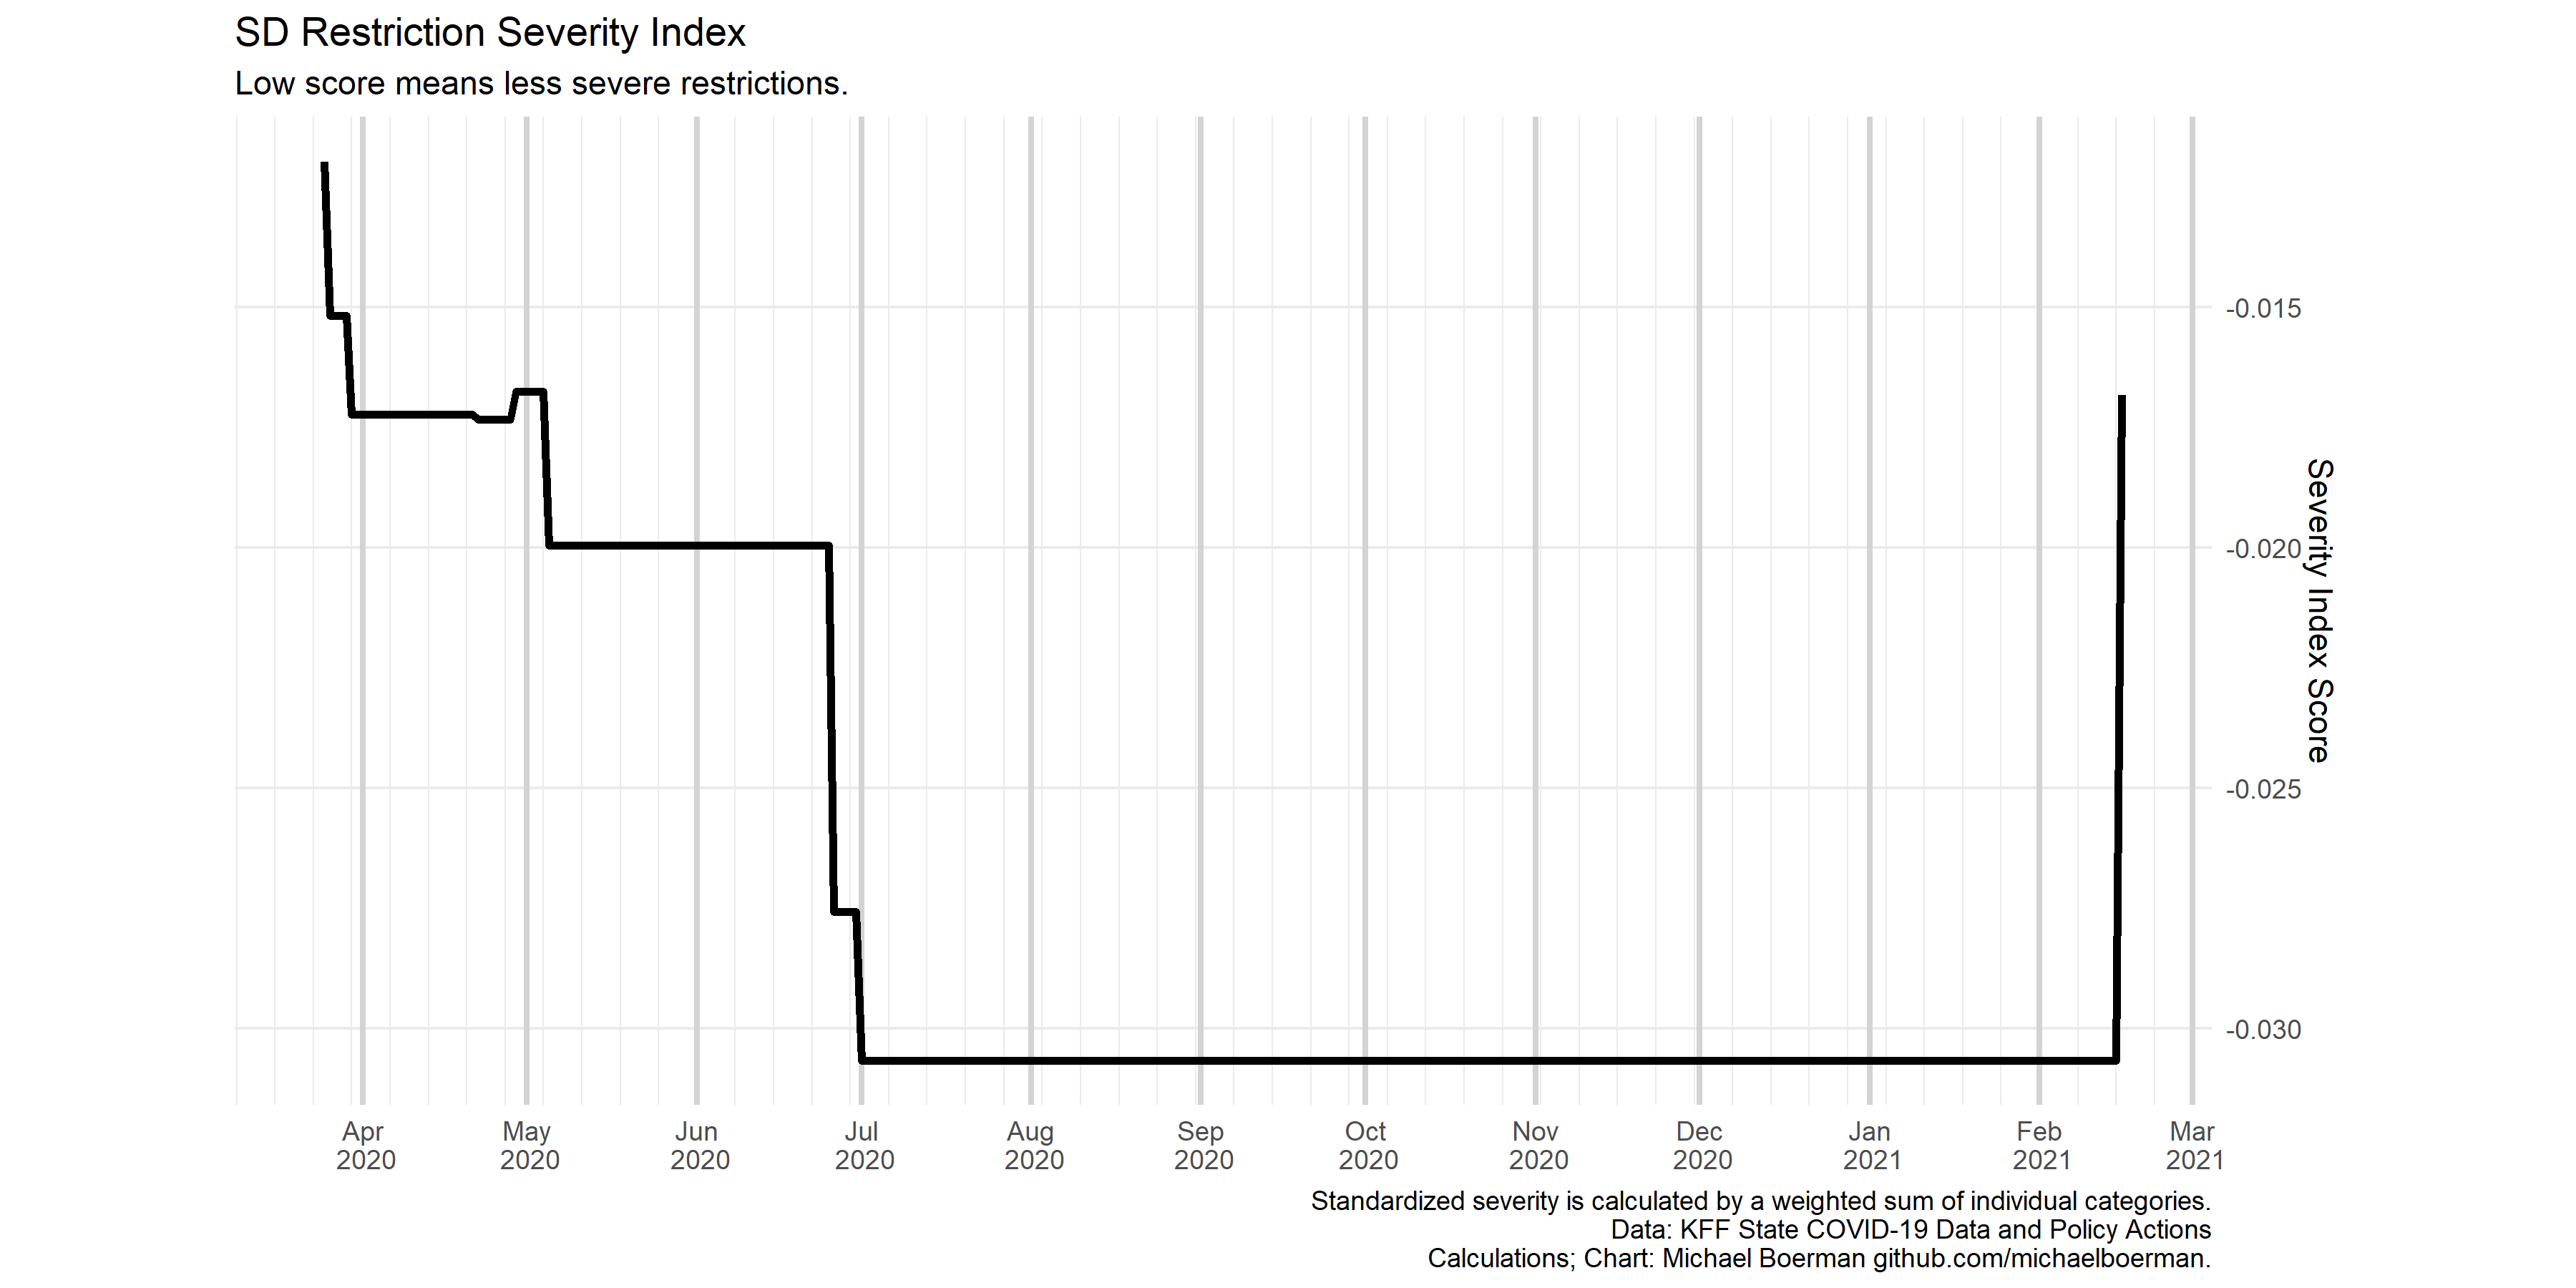 SD Restriction Severity Index
Low score means less severe restrictions.
-0.015
-0.020
-0.025
-0.030
Severity Index Score
Apr May Jun Jul Aug Sep Oct Nov Dec Jan Feb Mar
2020 2020 2020 2020 2020 2020 2020 2020 2020 2021 2021 2021
Standardized severity is calculated by a weighted sum of individual categories.
Data: KFF State COVID-19 Data and Policy Actions
Calculations; Chart: Michael Boerman github.com/michaelboerman.